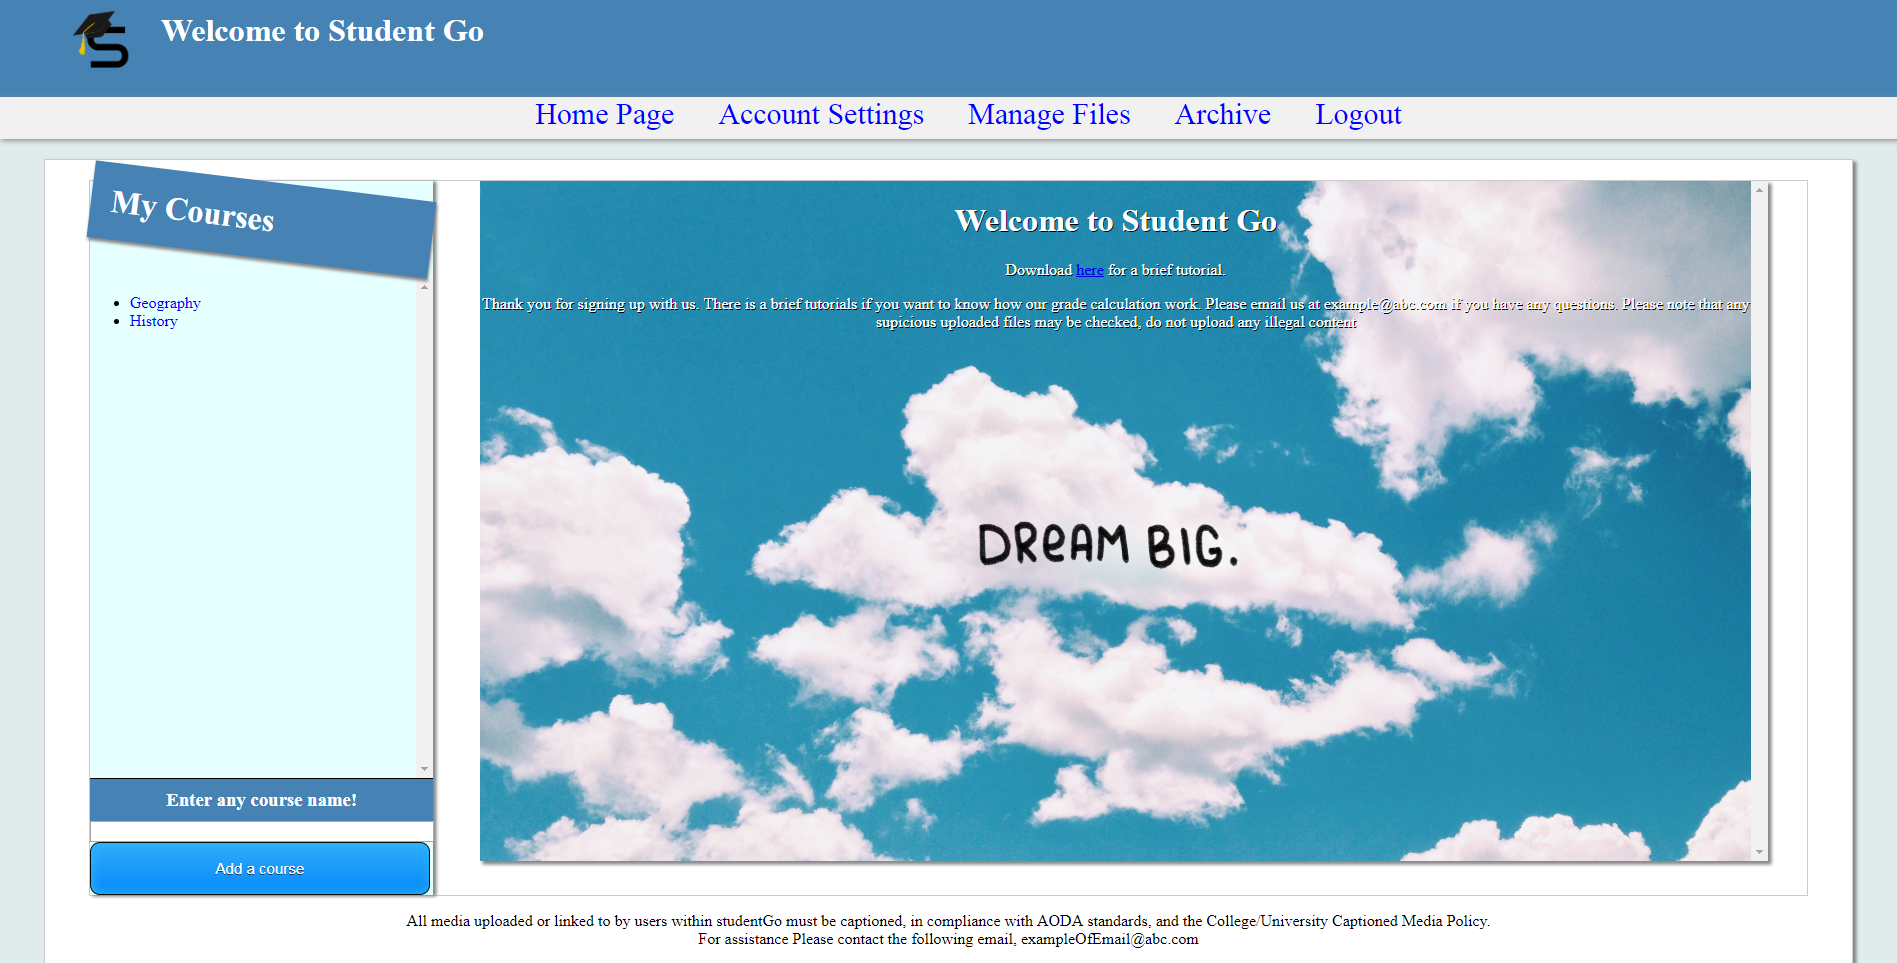 Welcome to Student Go
Home Page Account Settings Manage Files Archive Logout
My Courses
Geography
History
Enter any course name!
Add a course
Welcome to Student Go
Download here for a brief tutorial.
Thank you for signing up with us. There is a brief tutorials if you want to know how our grade calculation work. Please email us at example@abc.com if you have any questions. Please note that any
supicious uploaded files may be checked, do not upload any illegal content
DREAM BIG.
All media uploaded or linked to by users within studentGo must be captioned, in compliance with AODA standards, and the College/University Captioned Media Policy.
For assistance Please contact the following email, exampleOfEmail@abc.com